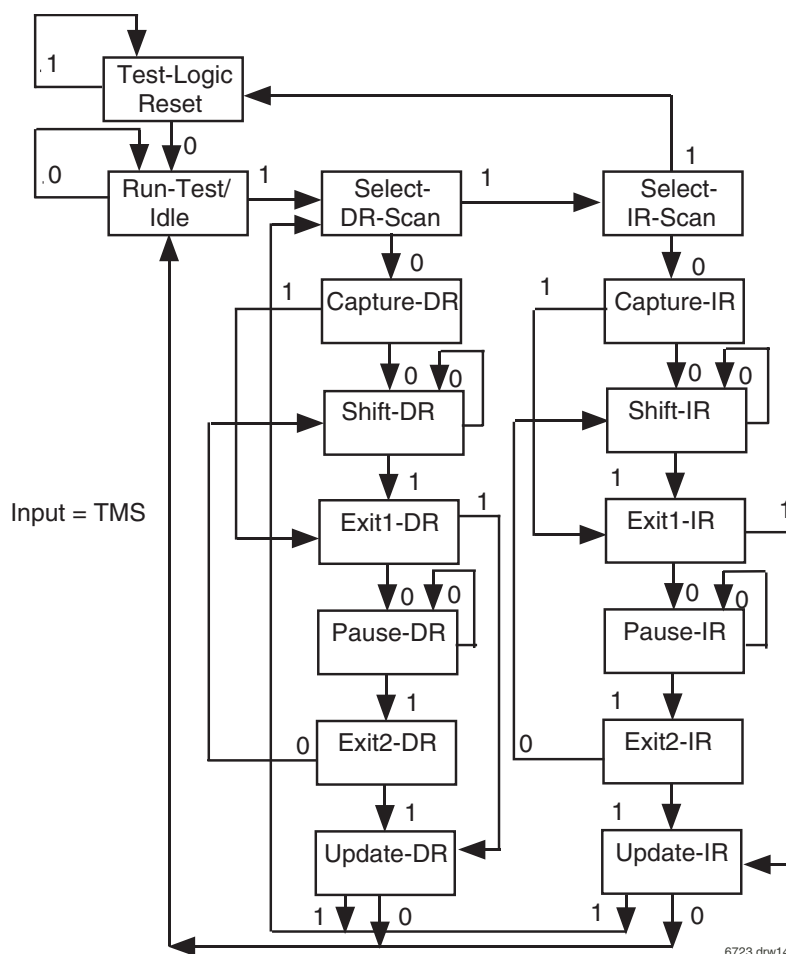 1
Test-Logic
Reset
0
1
0
Run-Test/
Idle
1
Select-
DR-Scan
1
Select-
IR-Scan
0
0
1
Capture-DR
1
Capture-IR
0
0
0
0
Shift-DR
Shift-IR
1
1
Input = TMS
Exit1-DR
1
Exit1-IR
1
0
0
0
0
Pause-DR
Pause-IR
1
1
0
Exit2-DR
0
Exit2-IR
1
1
Update-DR
Update-IR
1
0
1
0
6723 drw14